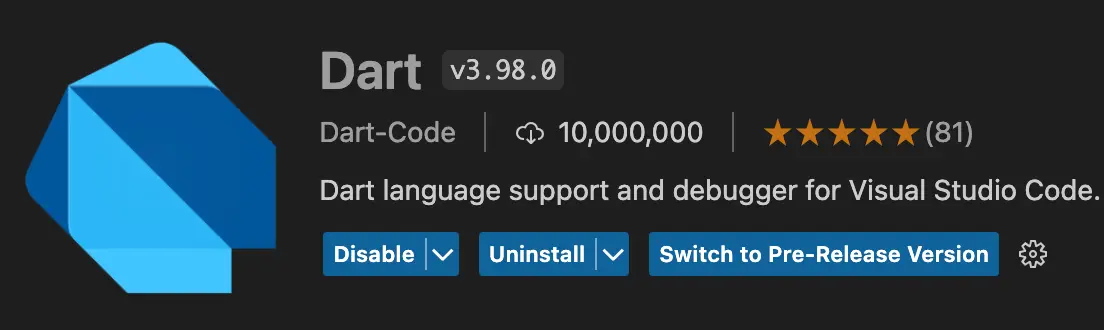 Dart v3.98.0
Dart-Code 10,000,000 (81)
Dart language support and debugger for Visual Studio Code.
Disable Uninstall Switch to Pre-Release Version